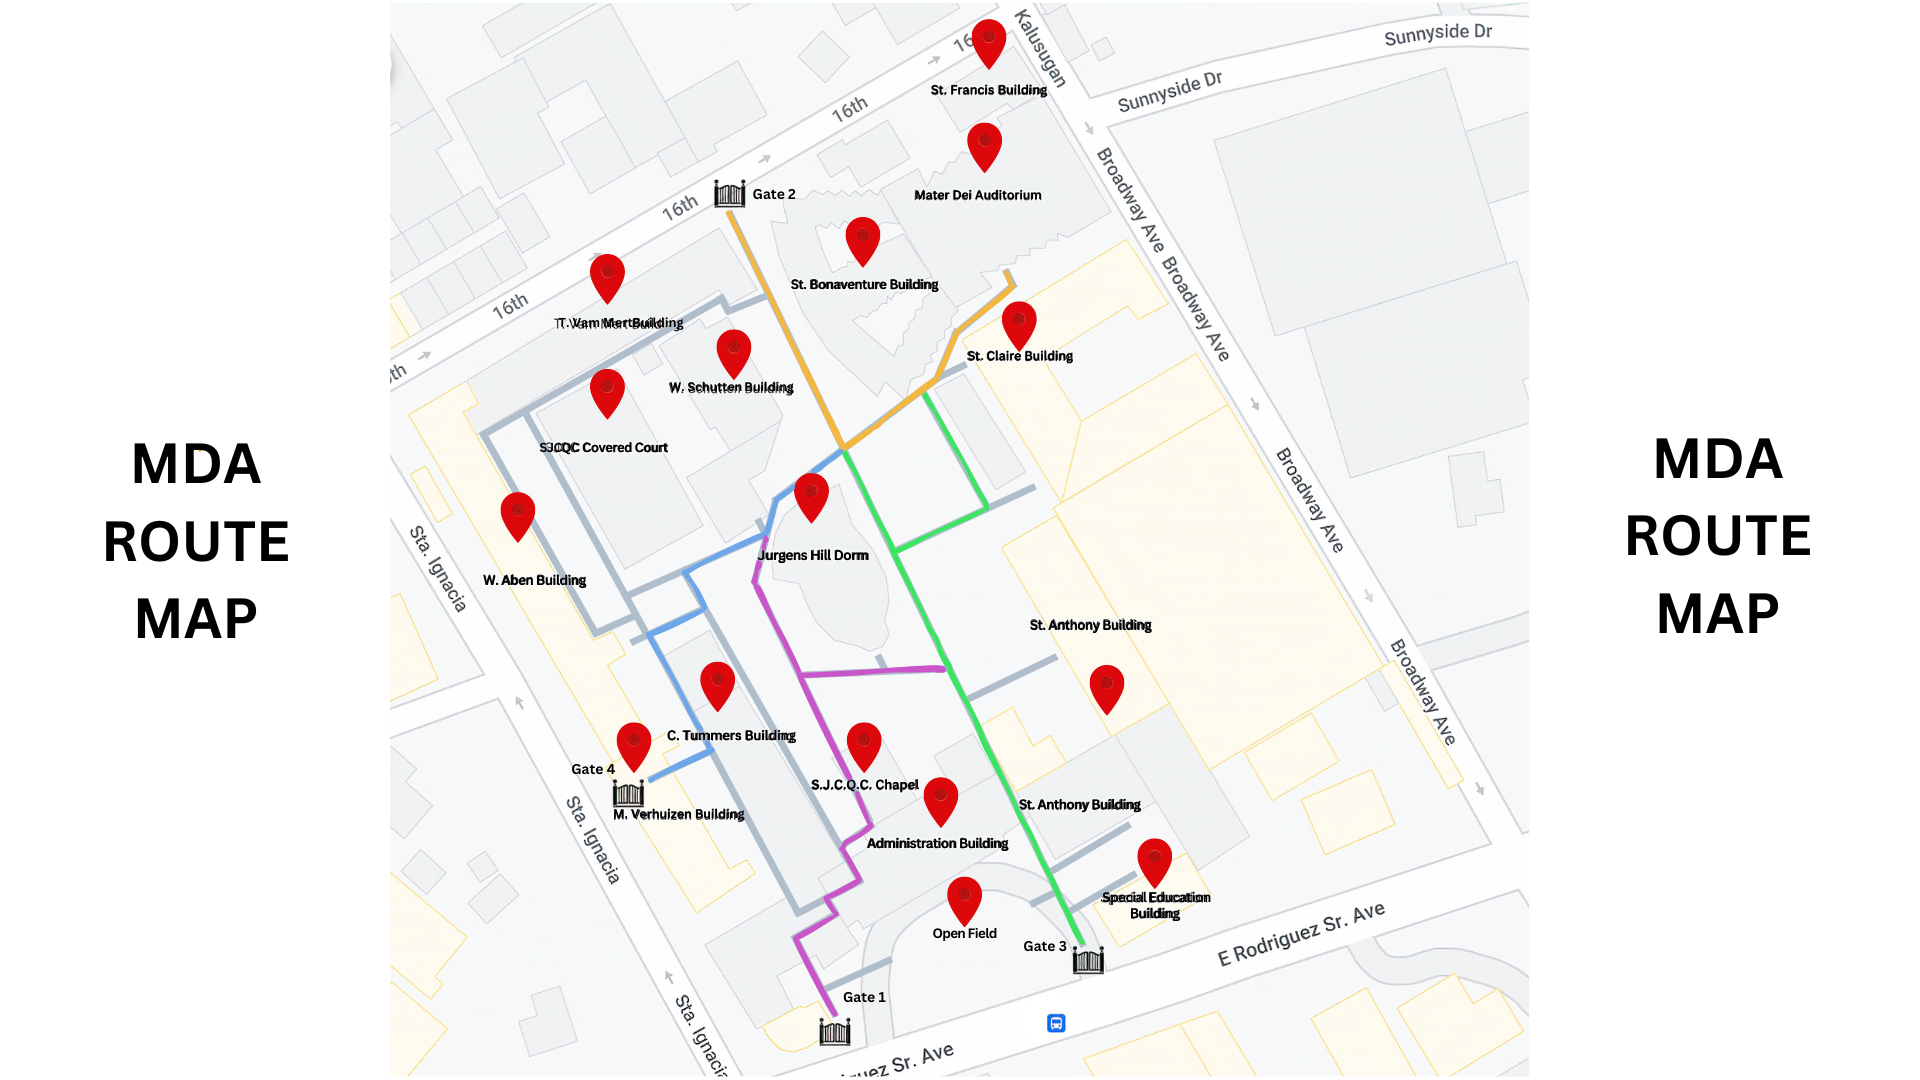 MDA
ROUTE
MAP
MDA
ROUTE
MAP
Kalusugan
Sunnyside Dr
Sunnyside Dr
St. Francis Building
16th
Mater Dei Auditorium
Gate 2
16th
Broadway Ave
Broadway Ave
St. Bonaventure Building
16th
T. Vam MertBuilding
St. Claire Building
W. Schutten Building
SJCQC Covered Court
Broadway Ave
Jurgens Hill Dorm
W. Aben Building
Sta. Ignacia
St. Anthony Building
Broadway Ave
C. Tummers Building
Gate 4
S.J.C.Q.C. Chapel
M. Verhuizen Building
St. Anthony Building
Sta. Ignacia
Administration Building
Special Education
Building
Open Field
Gate 3
E Rodriguez Sr. Ave
Gate 1
Sta. Ignacia
Sr. Ave